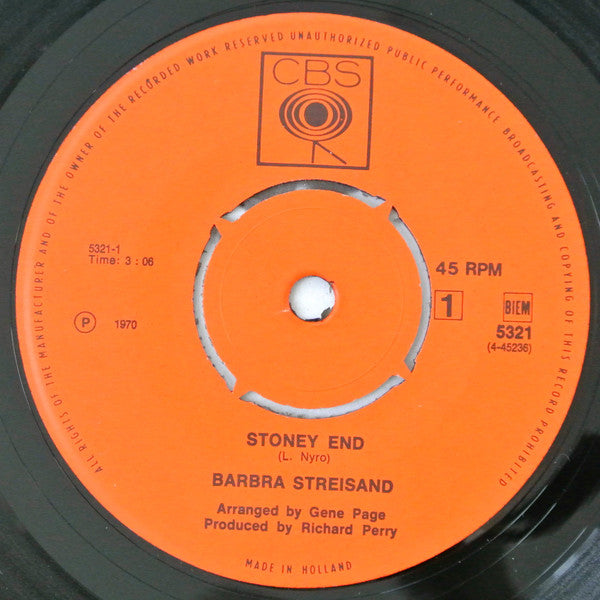 ALL RIGHTS OF THE MANUFACTURER AND OF THE OWNER OF THE RECORDED WORK RESERVED UNAUTHORIZED PUBLIC PERFORMANCE BROADCASTING AND COPYING OF THIS RECORD PROHIBITED
CBS
5321-1
Time: 3 : 06
45 RPM
1
BIEM
5321
(4-45236)
P 1970
STONEY END
(L. Nyro)
BARBRA STREISAND
Arranged by Gene Page
Produced by Richard Perry
MADE IN HOLLAND